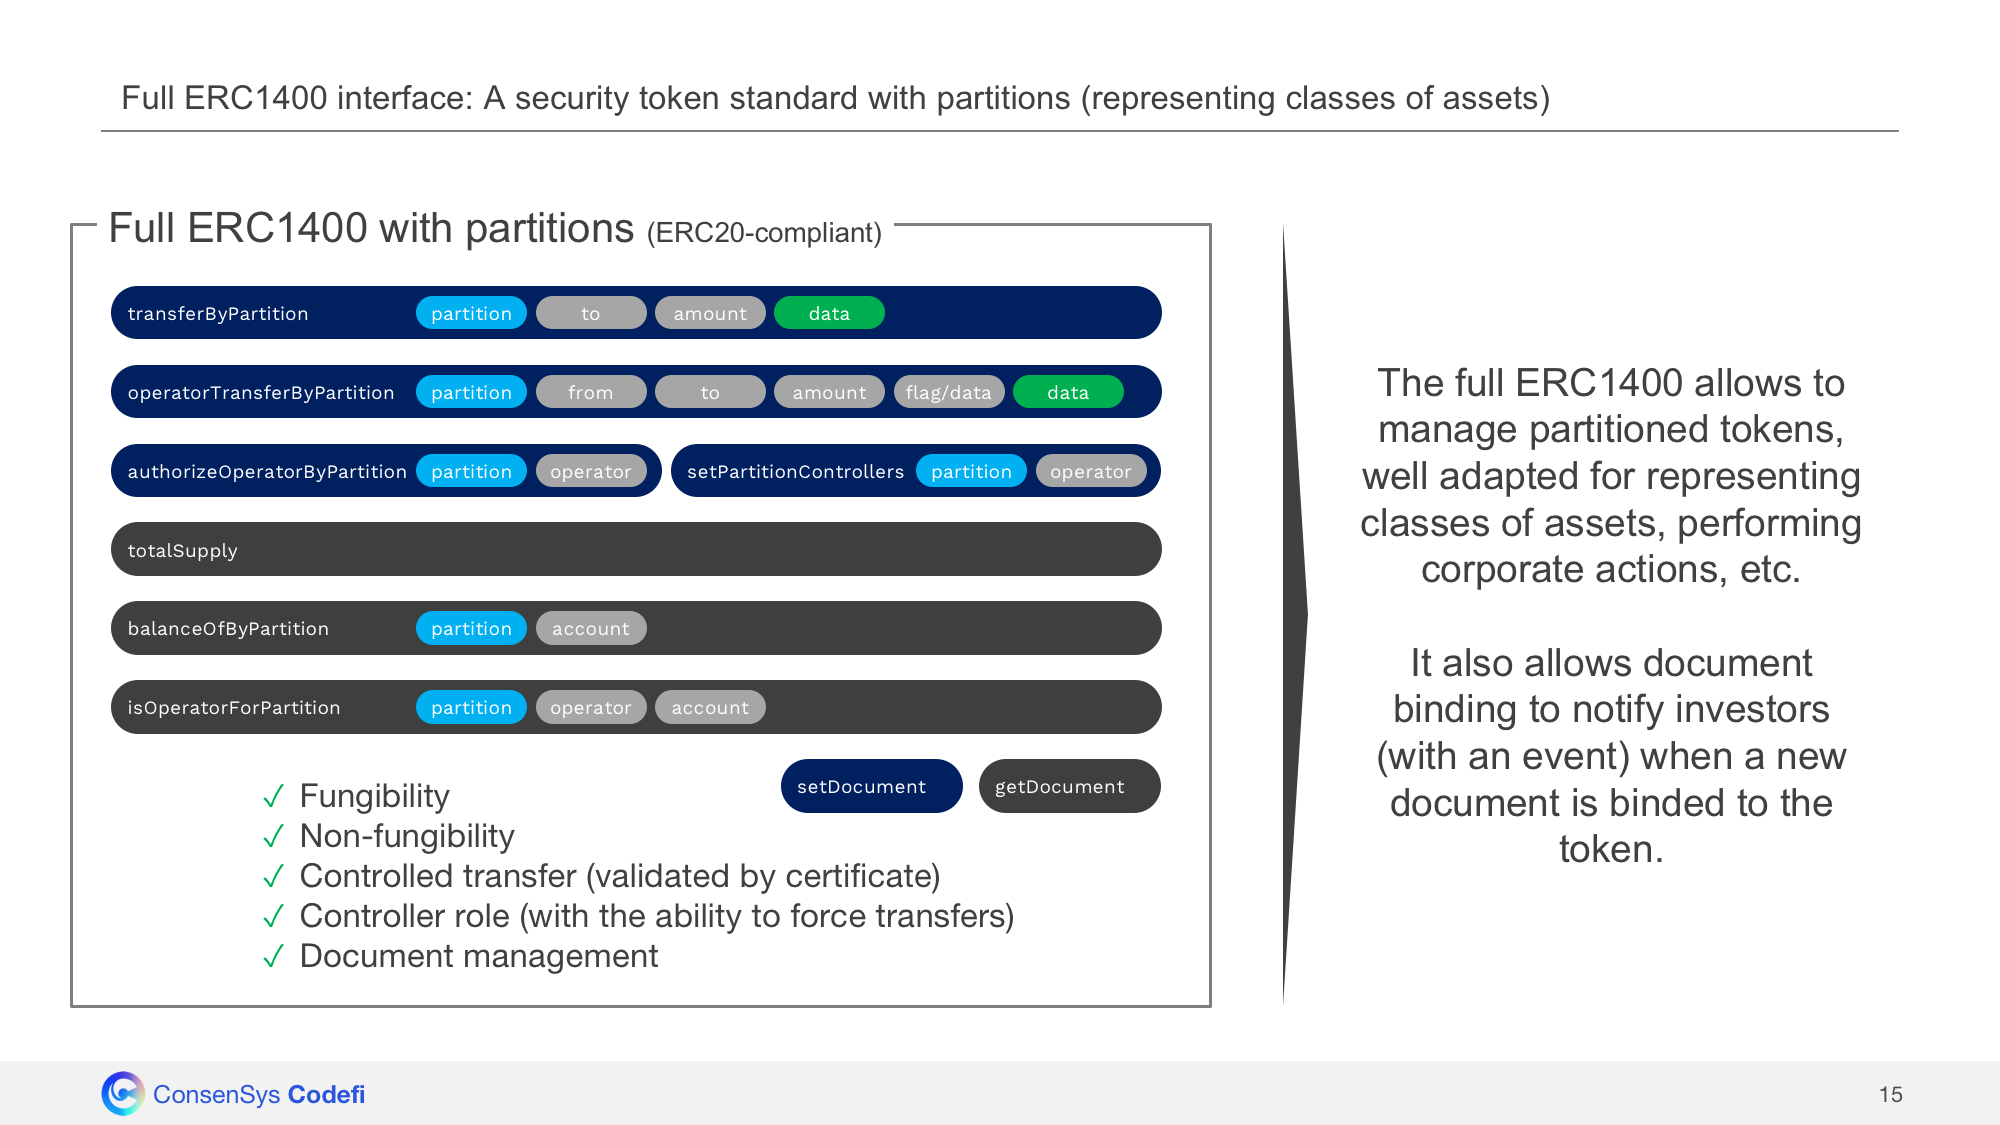 Full ERC1400 interface: A security token standard with partitions (representing classes of assets)
Full ERC1400 with partitions (ERC20-compliant)
transferByPartition partition to amount data
operatorTransferByPartition partition from to amount flag/data data
authorizeOperatorByPartition partition operator setPartitionControllers partition operator
totalSupply
balanceOfByPartition partition account
isOperatorForPartition partition operator account
setDocument getDocument
✓ Fungibility
✓ Non-fungibility
✓ Controlled transfer (validated by certificate)
✓ Controller role (with the ability to force transfers)
✓ Document management
The full ERC1400 allows to
manage partitioned tokens,
well adapted for representing
classes of assets, performing
corporate actions, etc.
It also allows document
binding to notify investors
(with an event) when a new
document is binded to the
token.
ConsenSys Codefi
15